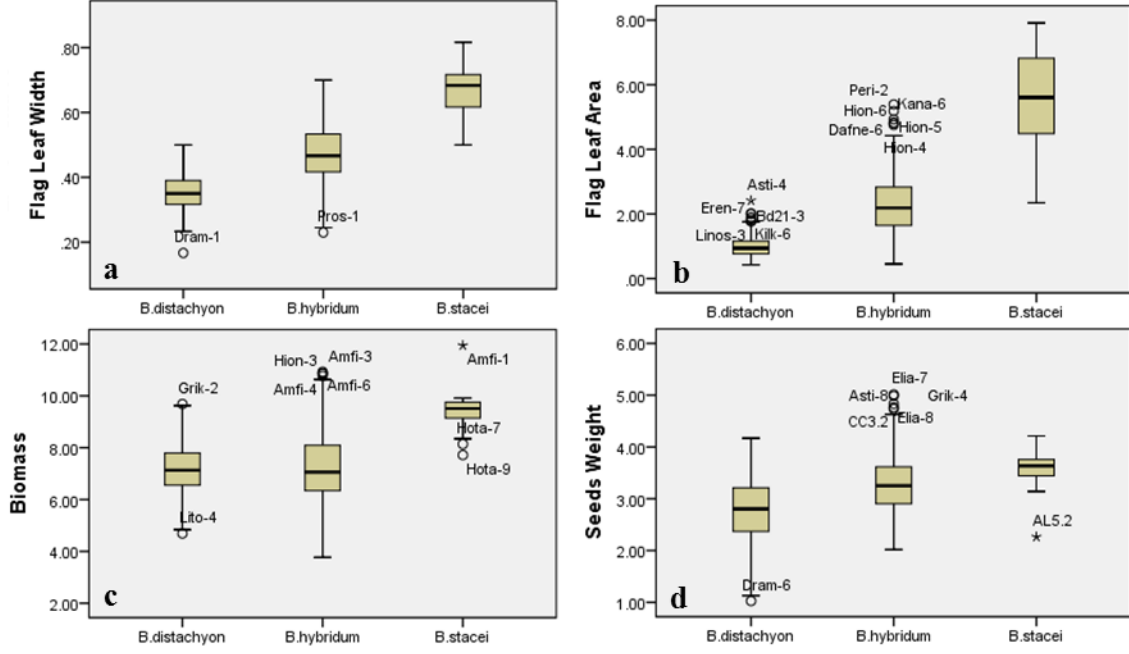 Flag Leaf Width
.80
.60
.40
.20
Dram-1
Pros-1
a
B.distachyon
B.hybridum
B.stacei
Flag Leaf Area
8.00
6.00
4.00
2.00
.00
Peri-2
Kana-6
Hion-6
Dafne-6
Hion-5
Hion-4
Asti-4
Eren-7
Bd21-3
Linos-3
Kilk-6
b
B.distachyon
B.hybridum
B.stacei
Biomass
12.00
10.00
8.00
6.00
4.00
2.00
Grik-2
Lito-4
Hion-3
Amfi-3
Amfi-4
Amfi-6
Amfi-1
Hota-7
Hota-9
c
B.distachyon
B.hybridum
B.stacei
Seeds Weight
6.00
5.00
4.00
3.00
2.00
1.00
Elia-7
Asti-8
Grik-4
CC3.2
Elia-8
AL5.2
Dram-6
d
B.distachyon
B.hybridum
B.stacei